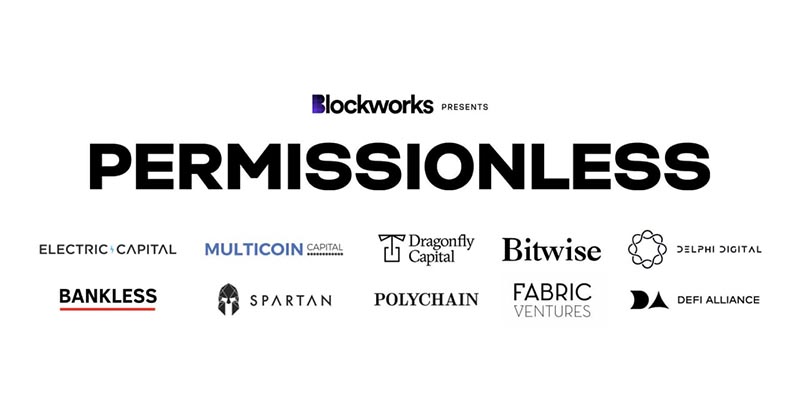 Blockworks PRESENTS
PERMISSIONLESS
ELECTRIC CAPITAL
MULTICOIN CAPITAL
Dragonfly
Capital
Bitwise
DELPHI DIGITAL
BANKLESS
SPARTAN
POLYCHAIN
FABRIC
VENTURES
DEFI ALLIANCE